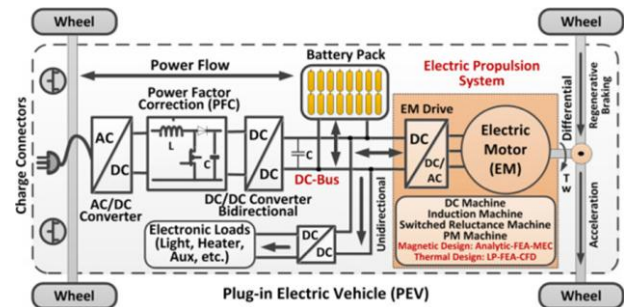 Wheel
Wheel
Battery Pack
Power Flow
Electric Propulsion
System
Power Factor
Correction (PFC)
EM Drive
Differential
Regenerative
Braking
Charge Connectors
AC
DC
L
C
DC
DC
C
DC
DC/
AC
Electric
Motor
(EM)
T
W
AC/DC
Converter
DC/DC Converter
Bidirectional
DC-Bus
Unidirectional
Acceleration
Electronic Loads
(Light, Heater,
Aux, etc.)
DC
DC
DC Machine
Induction Machine
Switched Reluctance Machine
PM Machine
Magnetic Design: Analytic-FEA-MEC
Thermal Design: LP-FEA-CFD
Wheel
Plug-in Electric Vehicle (PEV)
Wheel